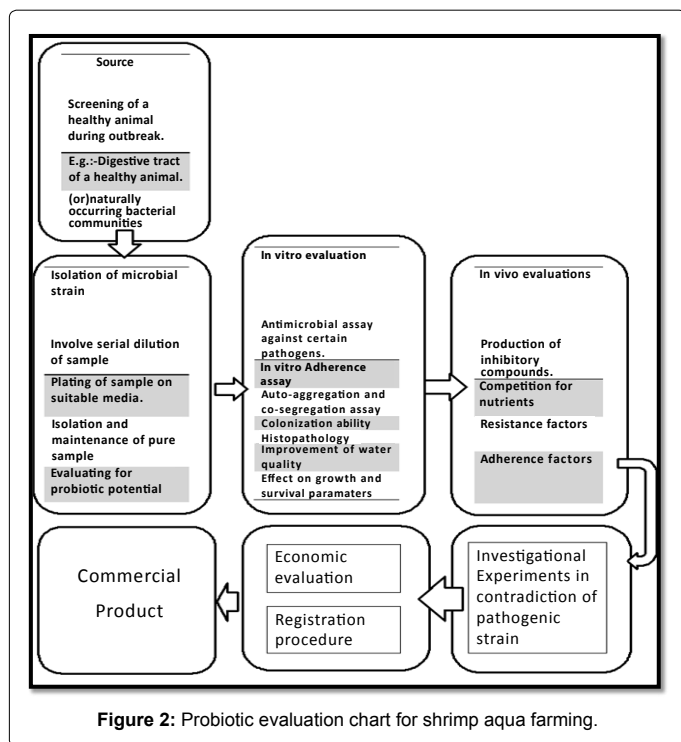 Source
Screening of a
healthy animal
during outbreak.
E.g.:-Digestive tract
of a healthy animal.
(or)naturally
occurring bacterial
communities
Isolation of microbial
strain
Involve serial dilution
of sample
Plating of sample on
suitable media.
Isolation and
maintenance of pure
sample
Evaluating for
probiotic potential
In vitro evaluation
Antimicrobial assay
against certain
pathogens.
In vitro Adherence
assay
Auto-aggregation and
co-segregation assay
Colonization ability
Histopathology
Improvement of water
quality
Effect on growth and
survival paramaters
In vivo evaluations
Production of
inhibitory
compounds.
Competition for
nutrients
Resistance factors
Adherence factors
Investigational
Experiments in
contradiction of
pathogenic
strain
Economic
evaluation
Registration
procedure
Commercial
Product
Figure 2: Probiotic evaluation chart for shrimp aqua farming.